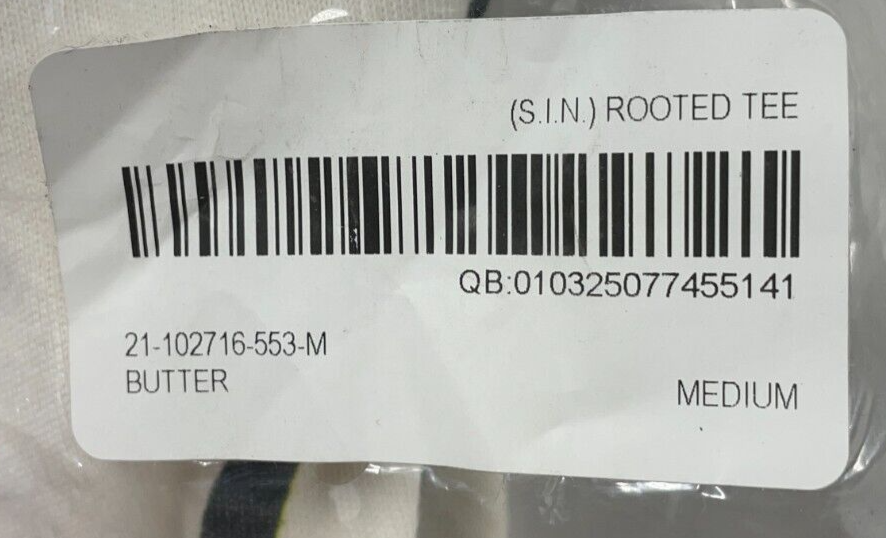 (S.I.N.) ROOTED TEE
QB:010325077455141
21-102716-553-M
BUTTER
MEDIUM